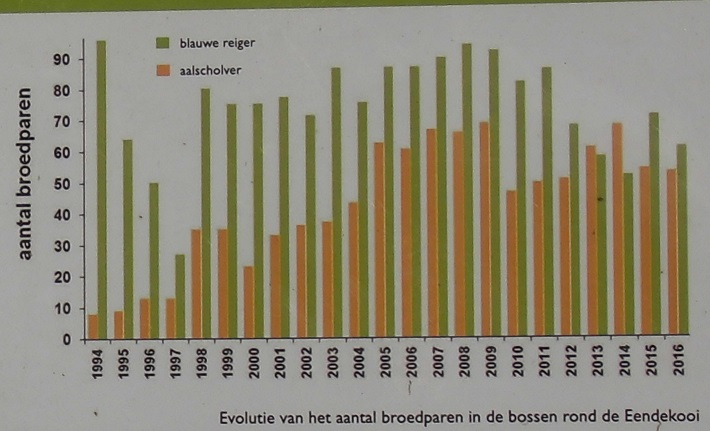 blauwe reiger
aalscholver
aantal broedparen
90
80
70
60
50
40
30
20
10
0
1994 1995 1996 1997 1998 1999 2000 2001 2002 2003 2004 2005 2006 2007 2008 2009 2010 2011 2012 2013 2014 2015 2016
Evolutie van het aantal broedparen in de bossen rond de Eendekooi